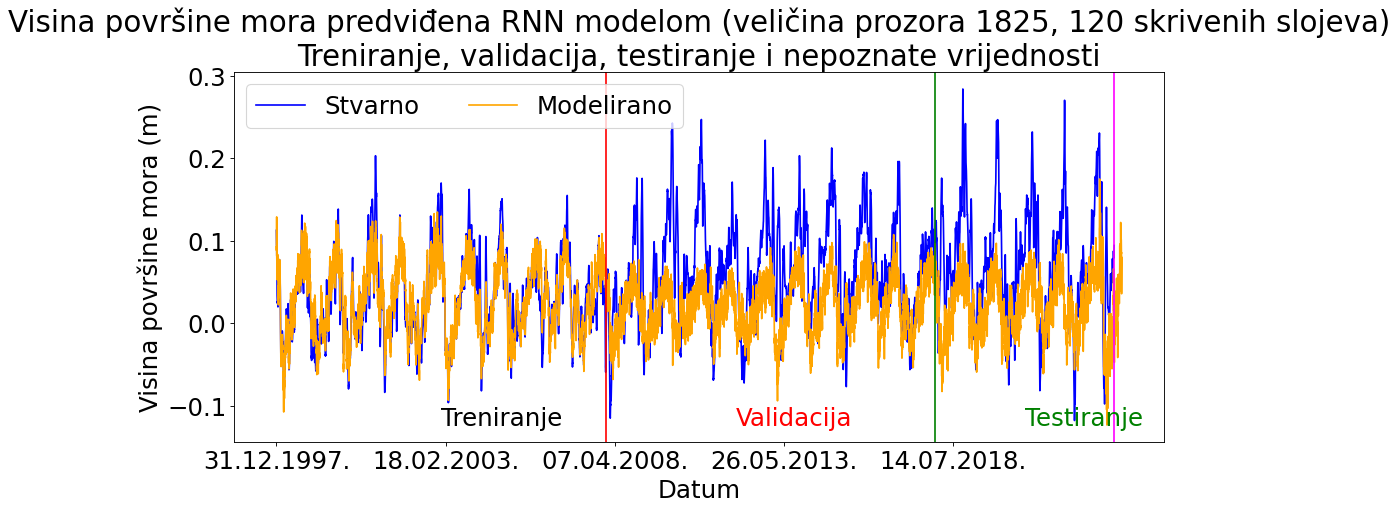 Visina površine mora predviđena RNN modelom (veličina prozora 1825, 120 skrivenih slojeva)
Treniranje, validacija, testiranje i nepoznate vrijednosti
Stvarno Modelirano
Visina površine mora (m)
0.3
0.2
0.1
0.0
−0.1
Treniranje Validacija Testiranje
31.12.1997. 18.02.2003. 07.04.2008. 26.05.2013. 14.07.2018.
Datum